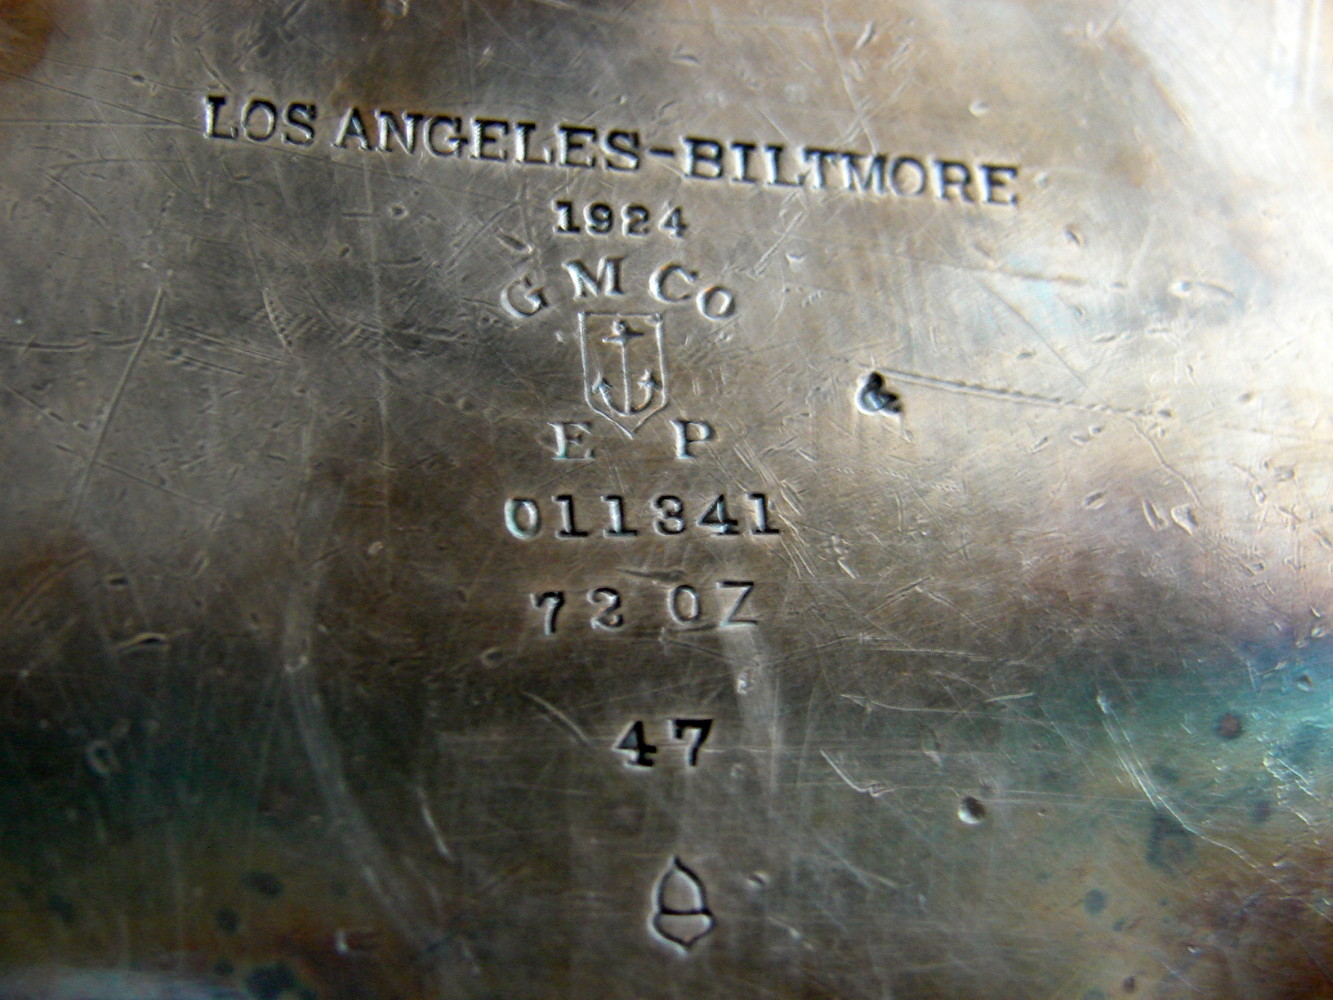 LOS ANGELES-BILTMORE
1924
G M Co
E P
011341
72 OZ
47